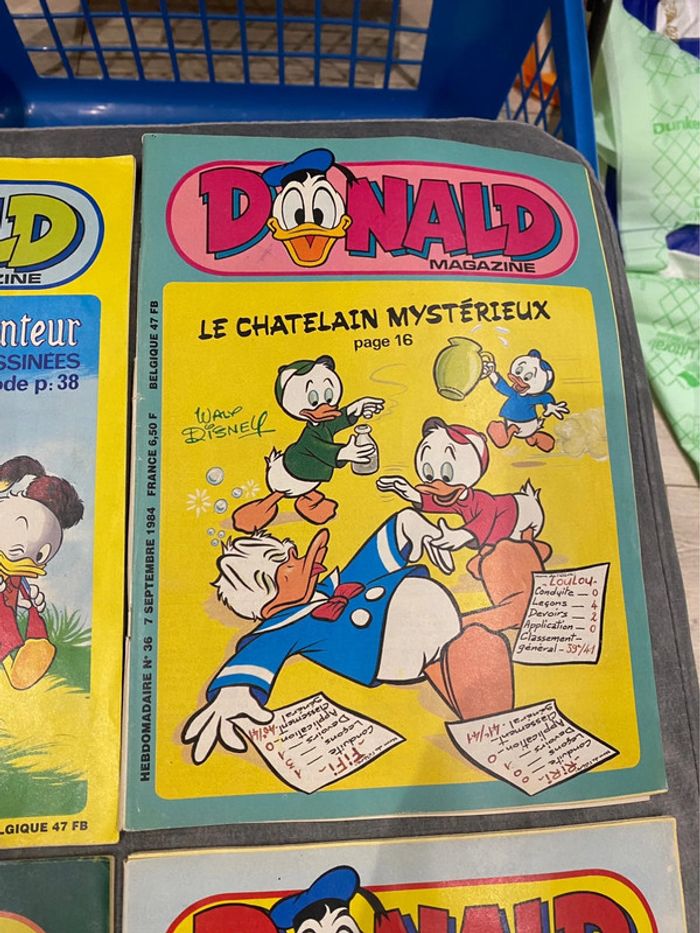 DONALD
MAGAZINE
LE CHATELAIN MYSTÉRIEUX
page 16
WALT
DISNEY
HEBDOMADAIRE N° 36 7 SEPTEMBRE 1984 FRANCE 6,50 F BELGIQUE 47 FB
LOULOU-
Conduite - 0
Leçons - 4
Devoirs - 2
Application - 0
Classement-
général - 39e/41
-FIFI-
Conduite
Leçons
Devoirs
Application
Classement
général
-RIRI-
Conduite
Leçons
Devoirs
Application
Classement
général
LD
ZINE
nteur
SSINÉES
ode p: 38
LGIQUE 47 FB
DONALD
Dunke